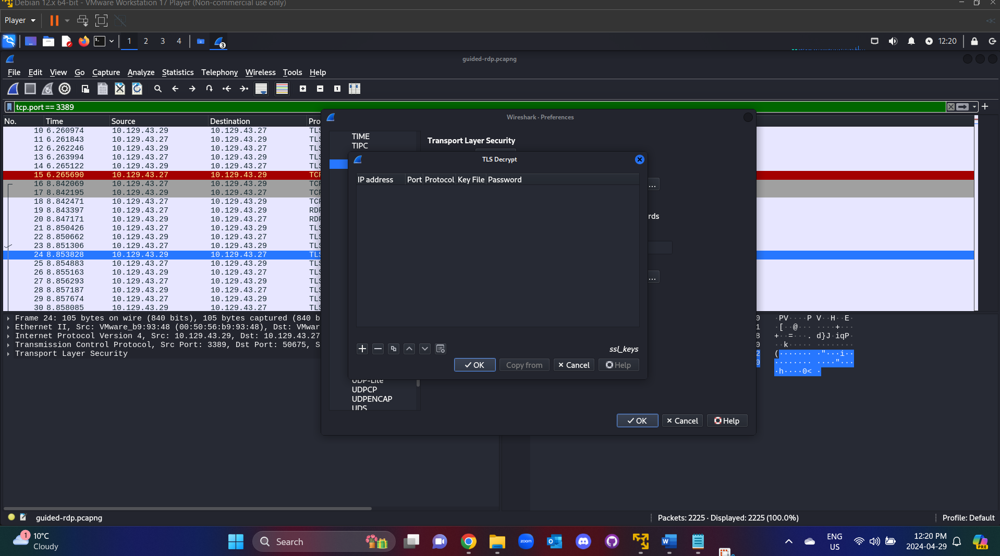 Debian 12.x 64-bit - VMware Workstation 17 Player (Non-commercial use only)
Player
1 2 3 4 3 12:20
guided-rdp.pcapng
File Edit View Go Capture Analyze Statistics Telephony Wireless Tools Help
tcp.port == 3389
No. Time Source Destination Pro
10 6.260974 10.129.43.29 10.129.43.27 TLS
11 6.261843 10.129.43.27 10.129.43.29 TLS
12 6.262246 10.129.43.29 10.129.43.27 TLS
13 6.263994 10.129.43.27 10.129.43.29 TLS
14 6.265122 10.129.43.29 10.129.43.27 TLS
15 6.265690 10.129.43.27 10.129.43.29 TCP
16 8.842069 10.129.43.27 10.129.43.29 TCP
17 8.842195 10.129.43.29 10.129.43.27 TCP
18 8.842471 10.129.43.27 10.129.43.29 TCP
19 8.843397 10.129.43.27 10.129.43.29 RDP
20 8.847171 10.129.43.29 10.129.43.27 RDP
21 8.850426 10.129.43.27 10.129.43.29 TLS
22 8.850662 10.129.43.29 10.129.43.27 TLS
23 8.851306 10.129.43.27 10.129.43.29 TLS
24 8.853828 10.129.43.29 10.129.43.27 TLS
25 8.854883 10.129.43.27 10.129.43.29 TLS
26 8.855163 10.129.43.29 10.129.43.27 TLS
27 8.856293 10.129.43.27 10.129.43.29 TLS
28 8.857187 10.129.43.29 10.129.43.27 TLS
29 8.857674 10.129.43.27 10.129.43.29 TLS
30 8.858085 10.129.43.29 10.129.43.27 TLS
Wireshark · Preferences
TIME
TIPC
Transport Layer Security
TLS Decrypt
IP address Port Protocol Key File Password
...
rds
...
ssl_keys
OK Copy from Cancel Help
UDP-Lite
UDPCP
UDPENCAP
UDS
OK Cancel Help
Frame 24: 105 bytes on wire (840 bits), 105 bytes captured (840 b
Ethernet II, Src: VMware_b9:93:48 (00:50:56:b9:93:48), Dst: VMwar
Internet Protocol Version 4, Src: 10.129.43.29, Dst: 10.129.43.27
Transmission Control Protocol, Src Port: 3389, Dst Port: 50675, S
Transport Layer Security
0 ·PV····P V··H··E·
1 ·[··@··· ····+···
8 +··=···. d}J·iqP·
0 ··k····· ········
2 (······· ·"···i··
0 ········ ····"···
·h····0< ·
guided-rdp.pcapng
Packets: 2225 · Displayed: 2225 (100.0%)
Profile: Default
1
10°C
Cloudy
Search
zoom
ENG
US
12:20 PM
2024-04-29
PRE